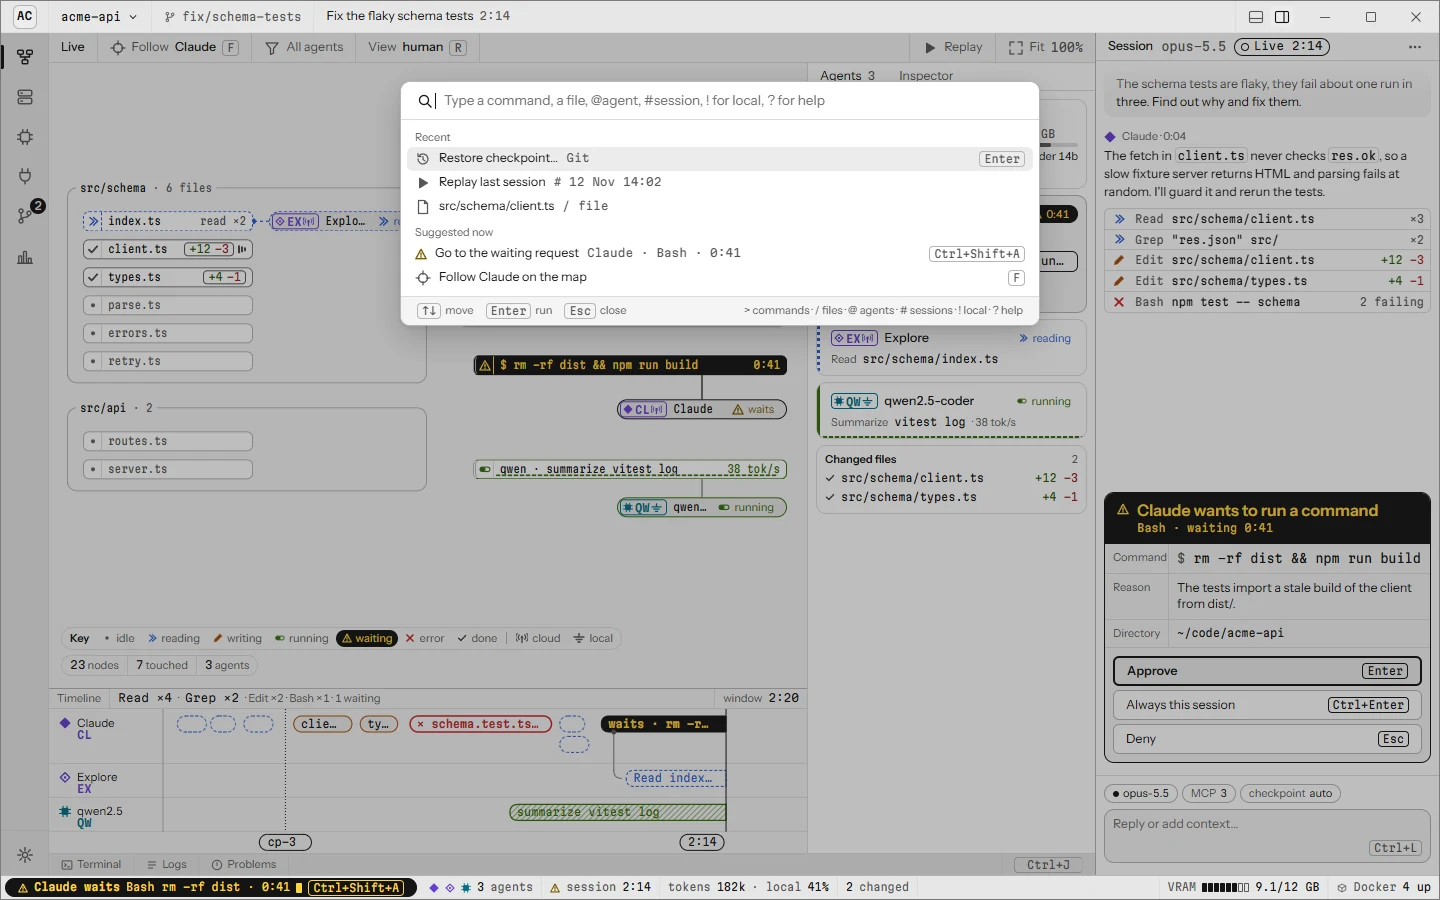 AC acme-api fix/schema-tests Fix the flaky schema tests 2:14
Live Follow Claude F All agents View human R Replay Fit 100%
Session opus-5.5 Live 2:14
Agents 3 Inspector
Type a command, a file, @agent, #session, ! for local, ? for help
Recent
Restore checkpoint... Git Enter
Replay last session # 12 Nov 14:02
src/schema/client.ts / file
Suggested now
Go to the waiting request Claude · Bash · 0:41 Ctrl+Shift+A
Follow Claude on the map F
↑↓ move Enter run Esc close > commands · / files · @ agents · # sessions · ! local · ? help
GB
der 14b
0:41
un...
2
src/schema · 6 files
index.ts read ×2
EX Explo...
client.ts +12 −3
types.ts +4 −1
parse.ts
errors.ts
retry.ts
src/api · 2
routes.ts
server.ts
$ rm -rf dist && npm run build 0:41
CL Claude waits
qwen · summarize vitest log 38 tok/s
QW qwen... running
Key idle reading writing running waiting error done cloud local
23 nodes 7 touched 3 agents
EX Explore reading
Read src/schema/index.ts
QW qwen2.5-coder running
Summarize vitest log · 38 tok/s
Changed files 2
src/schema/client.ts +12 −3
src/schema/types.ts +4 −1
The schema tests are flaky, they fail about one run in
three. Find out why and fix them.
Claude · 0:04
The fetch in client.ts never checks res.ok, so a
slow fixture server returns HTML and parsing fails at
random. I'll guard it and rerun the tests.
Read src/schema/client.ts ×3
Grep "res.json" src/ ×2
Edit src/schema/client.ts +12 −3
Edit src/schema/types.ts +4 −1
Bash npm test -- schema 2 failing
Claude wants to run a command
Bash · waiting 0:41
Command $ rm -rf dist && npm run build
Reason The tests import a stale build of the client
from dist/.
Directory ~/code/acme-api
Approve Enter
Always this session Ctrl+Enter
Deny Esc
opus-5.5 MCP 3 checkpoint auto
Reply or add context...
Ctrl+L
Timeline Read ×4 · Grep ×2 · Edit ×2 · Bash ×1 · 1 waiting window 2:20
Claude
CL
clie... ty... × schema.test.ts... waits · rm -r...
Explore
EX
Read index...
qwen2.5
QW
summarize vitest log
cp-3 2:14
Terminal Logs Problems Ctrl+J
Claude waits Bash rm -rf dist · 0:41 Ctrl+Shift+A 3 agents session 2:14 tokens 182k · local 41% 2 changed VRAM 9.1/12 GB Docker 4 up